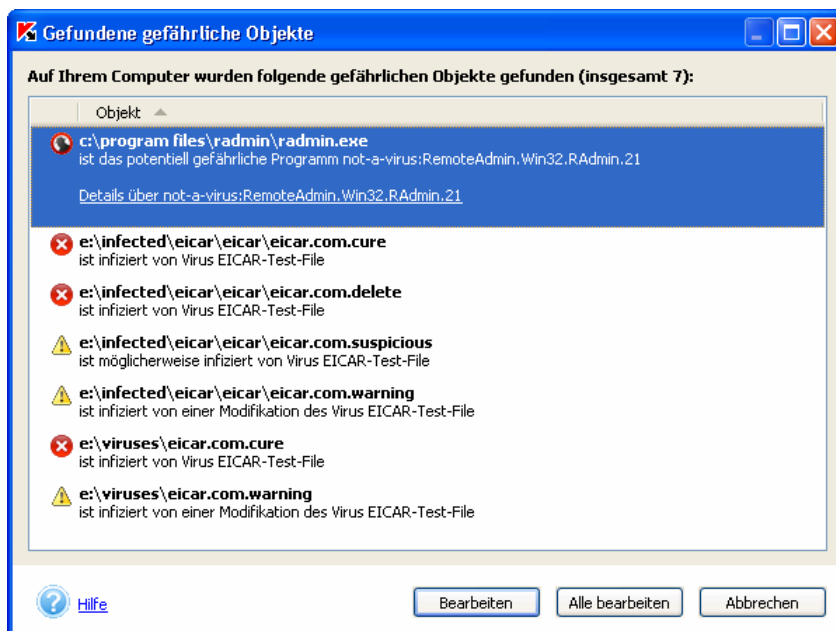 Gefundene gefährliche Objekte
Auf Ihrem Computer wurden folgende gefährlichen Objekte gefunden (insgesamt 7):
Objekt
c:\program files\radmin\radmin.exe
ist das potentiell gefährliche Programm not-a-virus:RemoteAdmin.Win32.RAdmin.21
Details über not-a-virus:RemoteAdmin.Win32.RAdmin.21
e:\infected\eicar\eicar\eicar.com.cure
ist infiziert von Virus EICAR-Test-File
e:\infected\eicar\eicar\eicar.com.delete
ist infiziert von Virus EICAR-Test-File
e:\infected\eicar\eicar\eicar.com.suspicious
ist möglicherweise infiziert von Virus EICAR-Test-File
e:\infected\eicar\eicar\eicar.com.warning
ist infiziert von einer Modifikation des Virus EICAR-Test-File
e:\viruses\eicar.com.cure
ist infiziert von Virus EICAR-Test-File
e:\viruses\eicar.com.warning
ist infiziert von einer Modifikation des Virus EICAR-Test-File
Hilfe Bearbeiten Alle bearbeiten Abbrechen